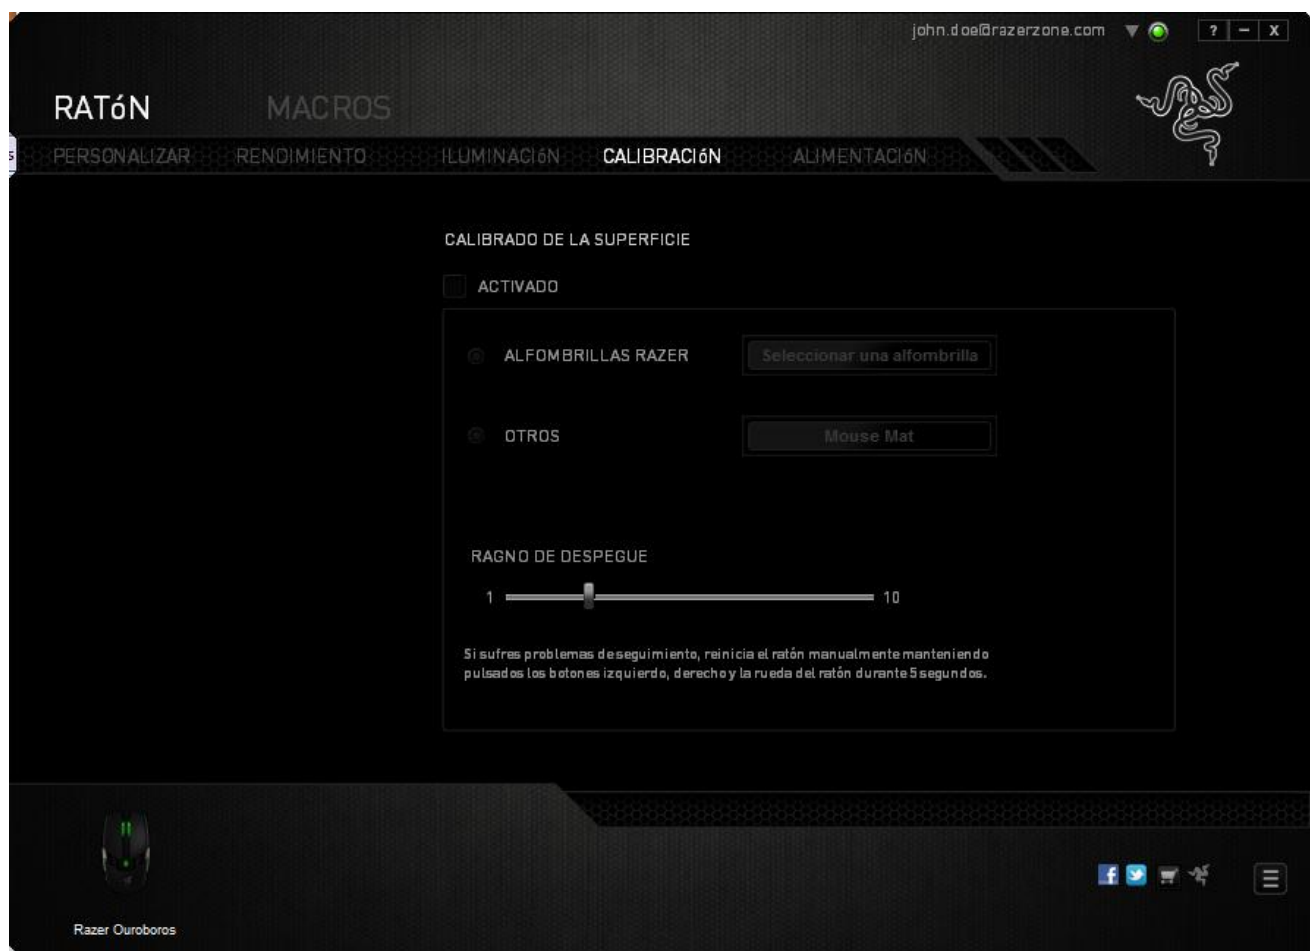 john.doe@razerzone.com
? – X
RATóN MACROS
PERSONALIZAR RENDIMIENTO ILUMINACIóN CALIBRACIóN ALIMENTACIóN
CALIBRADO DE LA SUPERFICIE
ACTIVADO
ALFOMBRILLAS RAZER Seleccionar una alfombrilla
OTROS Mouse Mat
RAGNO DE DESPEGUE
1 10
Si sufres problemas de seguimiento, reinicia el ratón manualmente manteniendo
pulsados los botones izquierdo, derecho y la rueda del ratón durante 5 segundos.
Razer Ouroboros